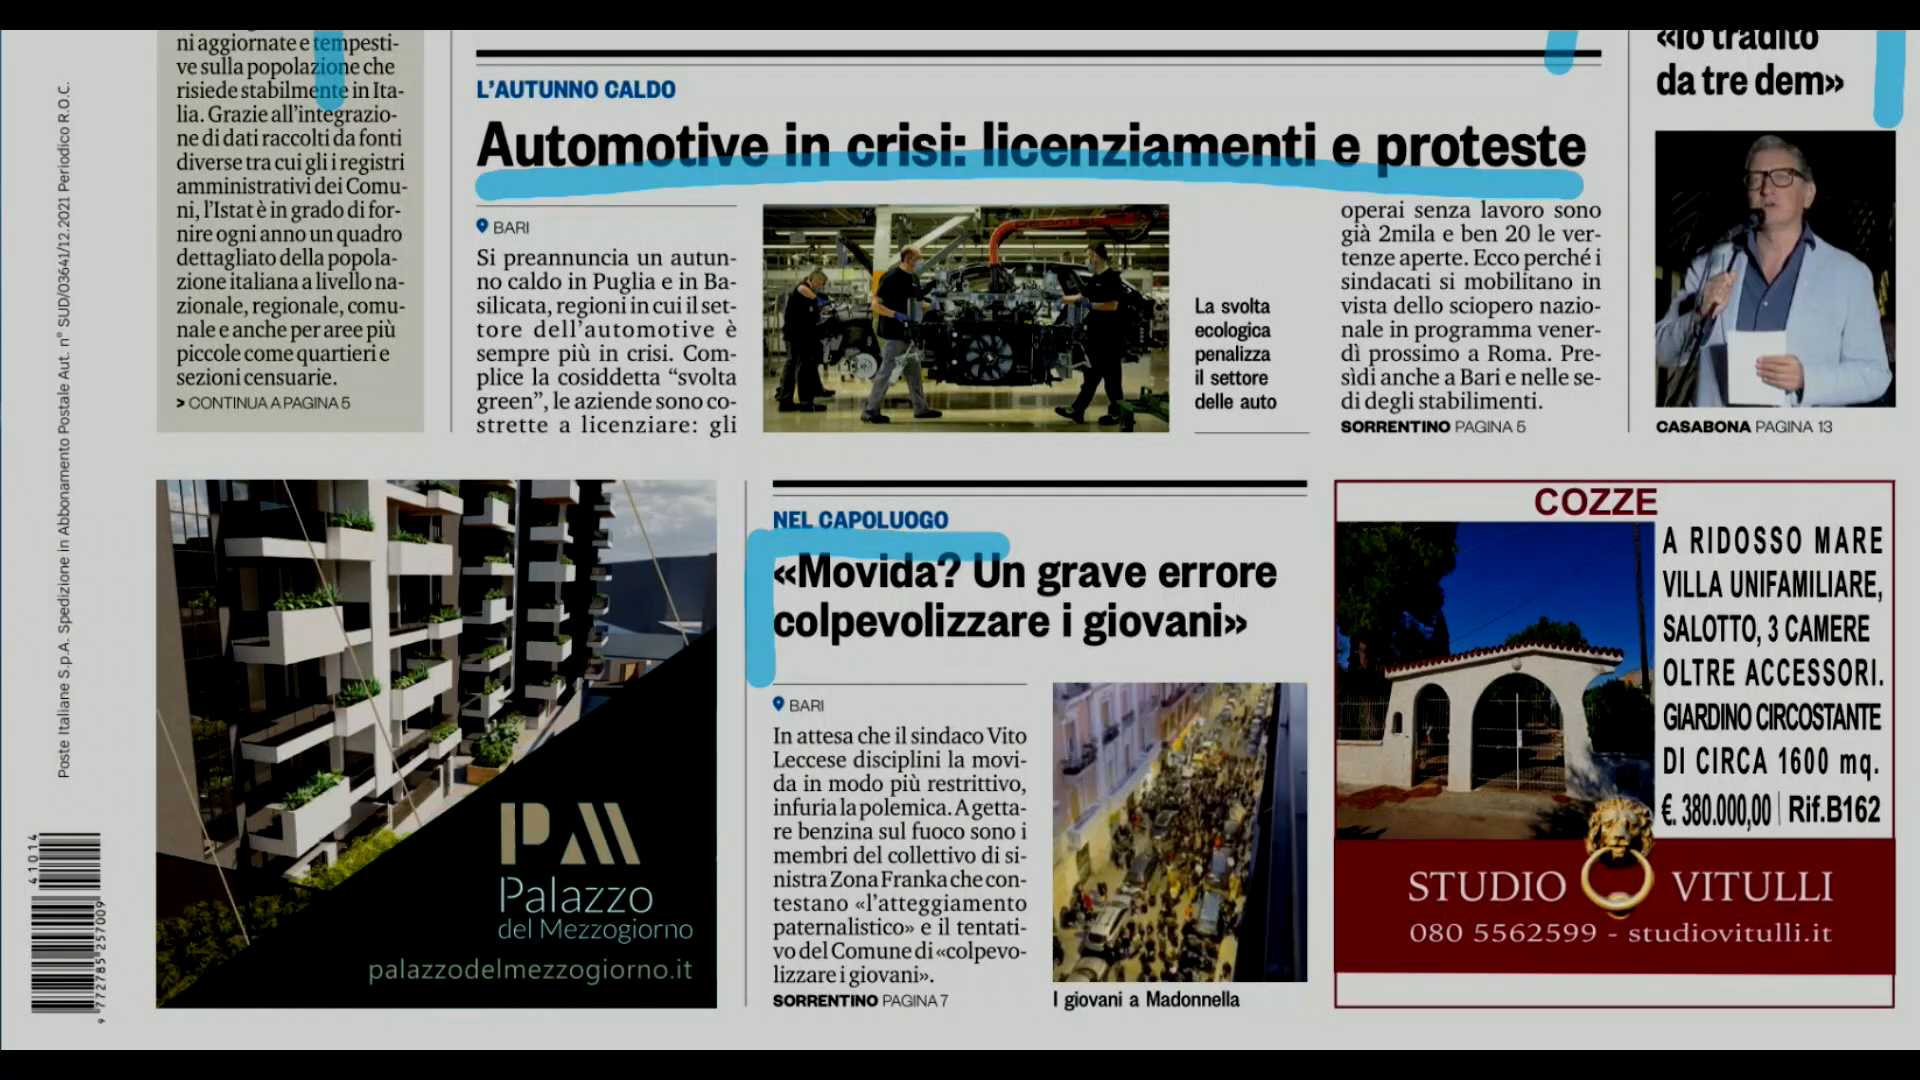 Poste Italiane S.p.A. Spedizione in Abbonamento Postale Aut. n° SUD/03641/12.2021 Periodico R.O.C.
41014
9 772785 257009
ni aggiornate e tempesti-
ve sulla popolazione che
risiede stabilmente in Ita-
lia. Grazie all'integrazio-
ne di dati raccolti da fonti
diverse tra cui gli i registri
amministrativi dei Comu-
ni, l'Istat è in grado di for-
nire ogni anno un quadro
dettagliato della popola-
zione italiana a livello na-
zionale, regionale, comu-
nale e anche per aree più
piccole come quartieri e
sezioni censuarie.
> CONTINUA A PAGINA 5
L'AUTUNNO CALDO
Automotive in crisi: licenziamenti e proteste
BARI
Si preannuncia un autun-
no caldo in Puglia e in Ba-
silicata, regioni in cui il set-
tore dell'automotive è
sempre più in crisi. Com-
plice la cosiddetta “svolta
green”, le aziende sono co-
strette a licenziare: gli
La svolta
ecologica
penalizza
il settore
delle auto
operai senza lavoro sono
già 2mila e ben 20 le ver-
tenze aperte. Ecco perché i
sindacati si mobilitano in
vista dello sciopero nazio-
nale in programma vener-
dì prossimo a Roma. Pre-
sìdi anche a Bari e nelle se-
di degli stabilimenti.
SORRENTINO PAGINA 5
«Io tradito
da tre dem»
CASABONA PAGINA 13
PM
Palazzo
del Mezzogiorno
palazzodelmezzogiorno.it
NEL CAPOLUOGO
«Movida? Un grave errore
colpevolizzare i giovani»
BARI
In attesa che il sindaco Vito
Leccese disciplini la movi-
da in modo più restrittivo,
infuria la polemica. A getta-
re benzina sul fuoco sono i
membri del collettivo di si-
nistra Zona Franka che con-
testano «l'atteggiamento
paternalistico» e il tentati-
vo del Comune di «colpevo-
lizzare i giovani».
SORRENTINO PAGINA 7
I giovani a Madonnella
COZZE
A RIDOSSO MARE
VILLA UNIFAMILIARE,
SALOTTO, 3 CAMERE
OLTRE ACCESSORI.
GIARDINO CIRCOSTANTE
DI CIRCA 1600 mq.
€. 380.000,00 | Rif.B162
STUDIO VITULLI
080 5562599 - studiovitulli.it